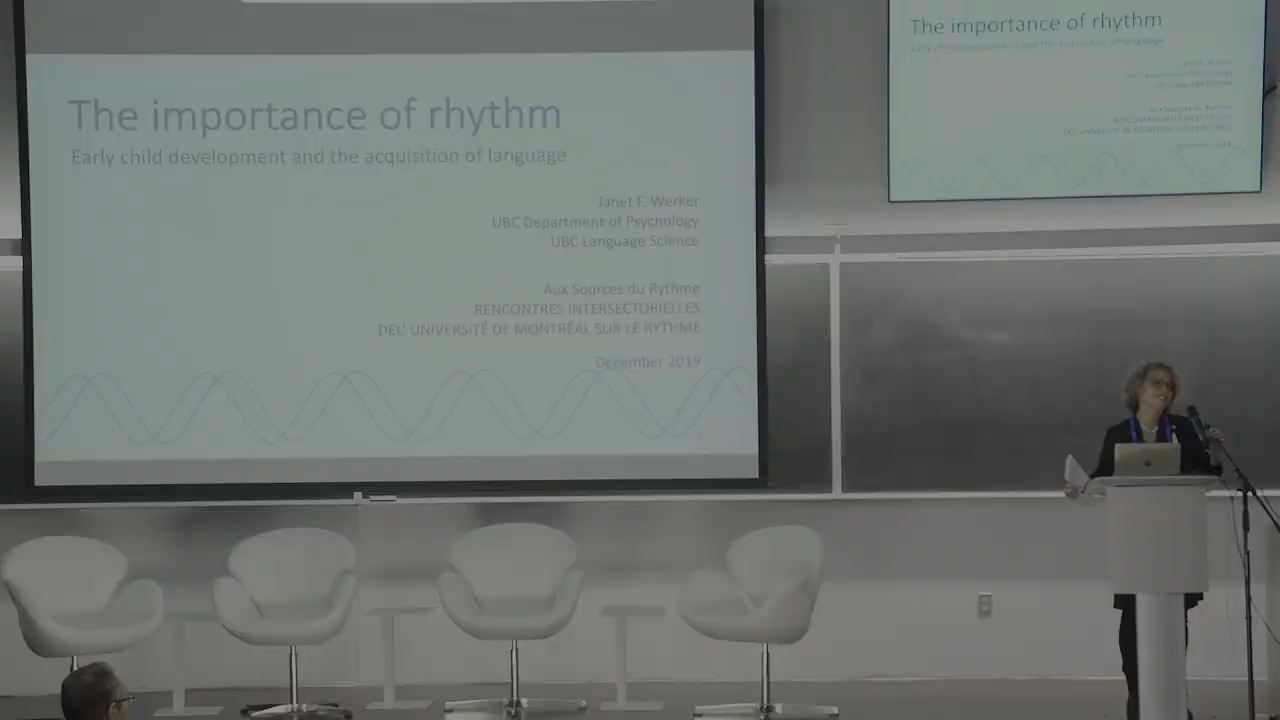 The importance of rhythm
Early child development and the acquisition of language
Janet F. Werker
UBC Department of Psychology
UBC Language Science
Aux Sources du Rythme
RENCONTRES INTERSECTORIELLES
DEL' UNIVERSITÉ DE MONTRÉAL SUR LE RYTHME
December 2019
The importance of rhythm